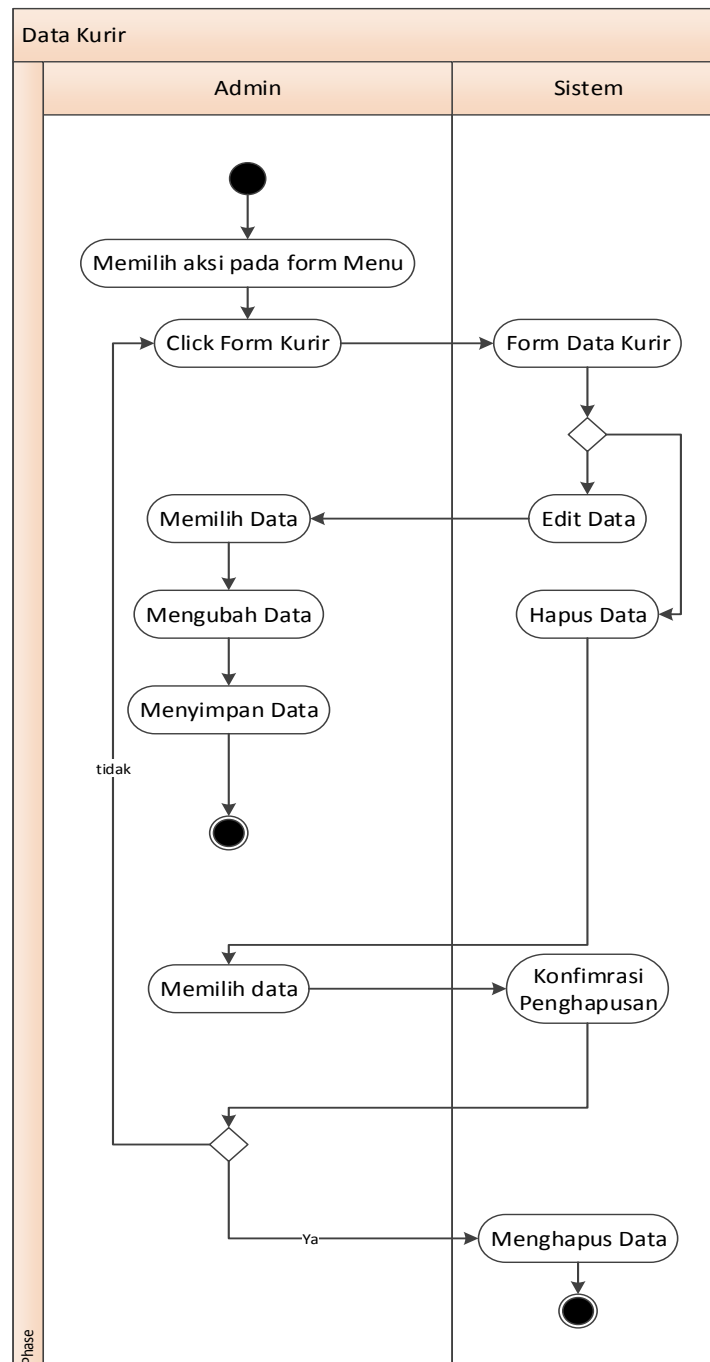 Data Kurir
Admin
Sistem
Memilih aksi pada form Menu
Click Form Kurir
Form Data Kurir
Memilih Data
Edit Data
Mengubah Data
Hapus Data
Menyimpan Data
tidak
Memilih data
Konfimrasi
Penghapusan
Ya
Menghapus Data
Phase